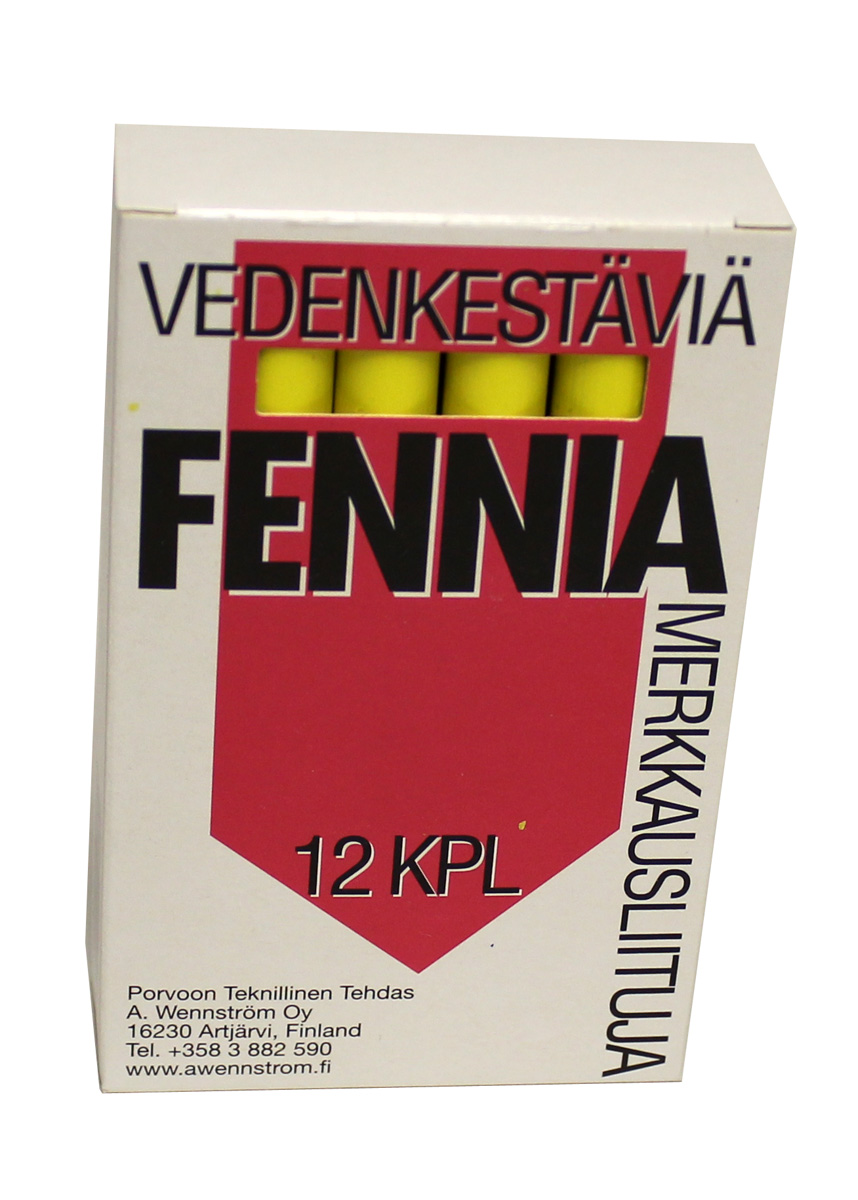 VEDENKESTÄVIÄ
FENNIA
MERKKAUSLIITUJA
12 KPL
Porvoon Teknillinen Tehdas
A. Wennström Oy
16230 Artjärvi, Finland
Tel. +358 3 882 590
www.awennstrom.fi